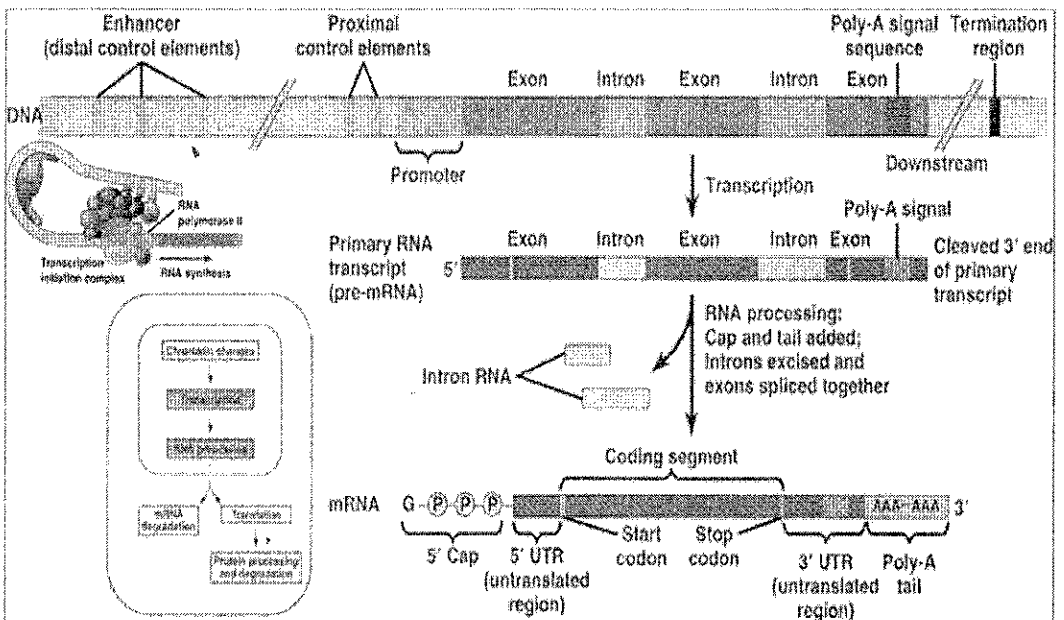 Enhancer
(distal control elements)
Proximal
control elements
Poly-A signal
sequence
Termination
region
Exon
Intron
Exon
Intron
Exon
DNA
Promoter
Downstream
Transcription
RNA
polymerase II
Transcription
initiation complex
RNA synthesis
Poly-A signal
Primary RNA
transcript
(pre-mRNA)
5'
Exon
Intron
Exon
Intron
Exon
Cleaved 3' end
of primary
transcript
RNA processing:
Cap and tail added;
Introns excised and
exons spliced together
Intron RNA
Chromatin changes
Transcription
RNA processing
mRNA
degradation
Translation
Protein processing
and degradation
Coding segment
mRNA
G
P
P
P
AAA
AAA
3'
5' Cap
5' UTR
(untranslated
region)
Start
codon
Stop
codon
3' UTR
(untranslated
region)
Poly-A
tail